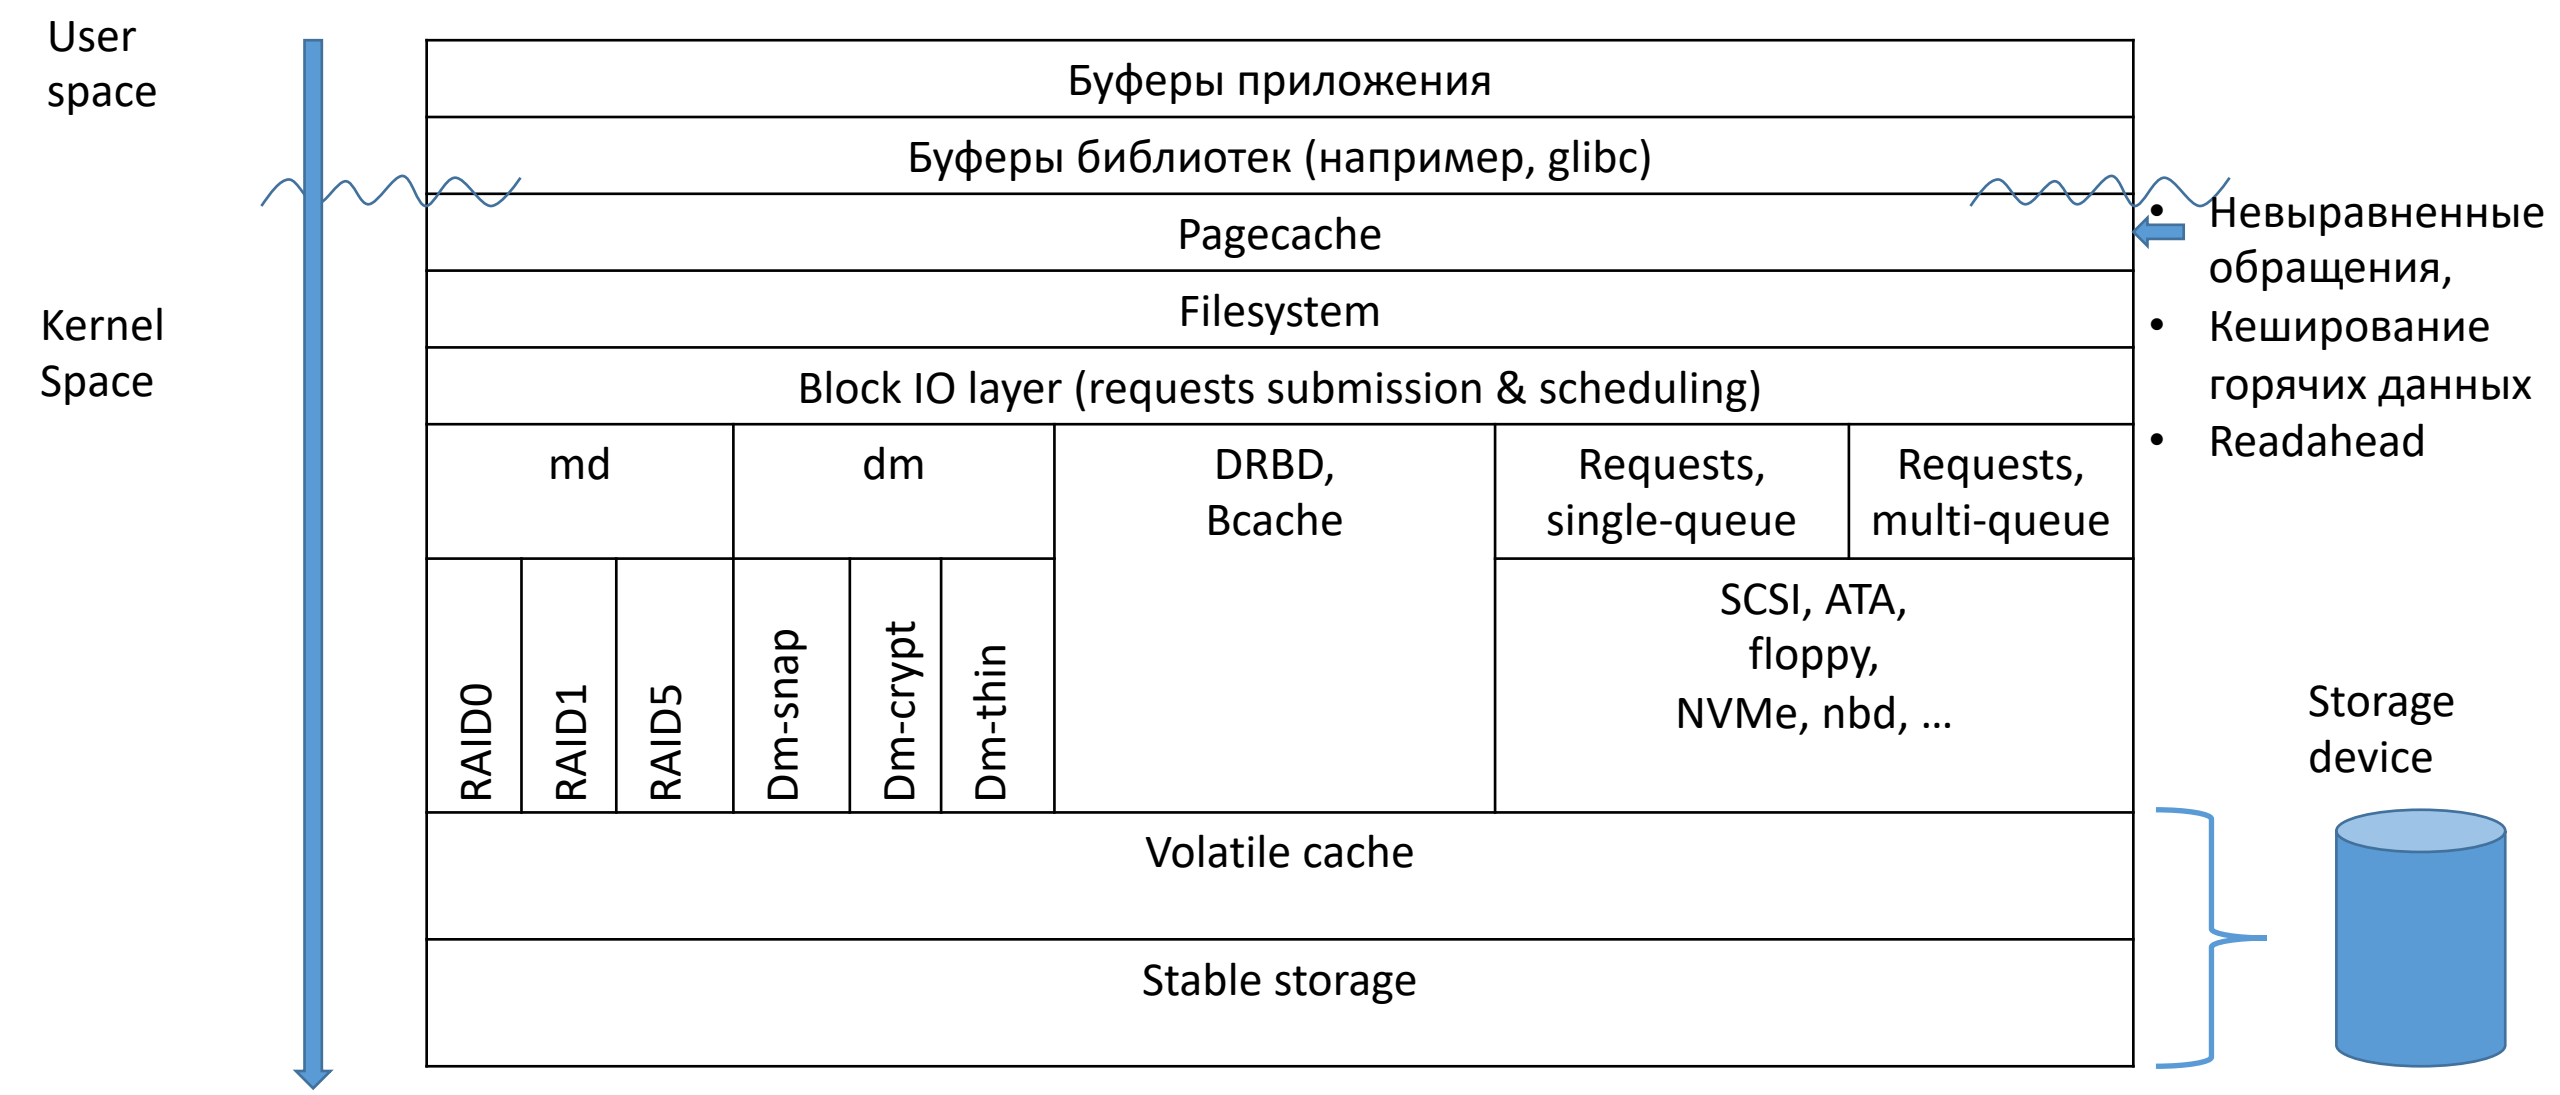 User
space
Буферы приложения
Буферы библиотек (например, glibc)
Pagecache
• Невыравненные
обращения,
• Кеширование
горячих данных
• Readahead
Kernel
Space
Filesystem
Block IO layer (requests submission & scheduling)
md
dm
DRBD,
Bcache
Requests,
single-queue
Requests,
multi-queue
RAID0
RAID1
RAID5
Dm-snap
Dm-crypt
Dm-thin
SCSI, ATA,
floppy,
NVMe, nbd, ...
Storage
device
Volatile cache
Stable storage